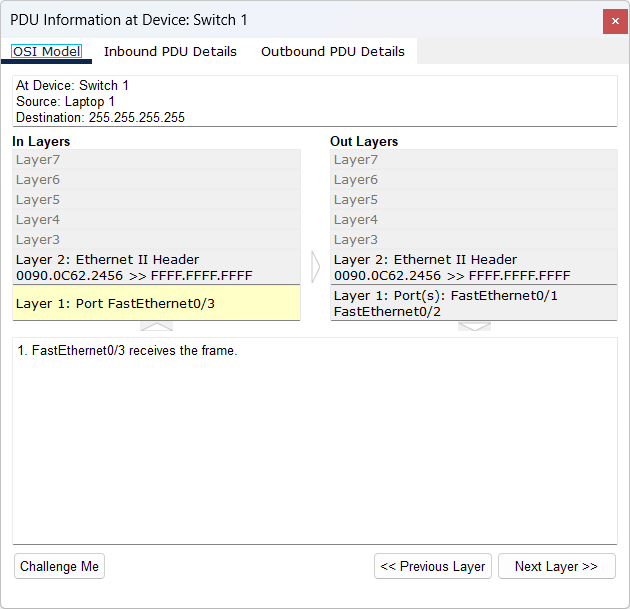 PDU Information at Device: Switch 1
×
OSI Model Inbound PDU Details Outbound PDU Details
At Device: Switch 1
Source: Laptop 1
Destination: 255.255.255.255
In Layers
Layer7
Layer6
Layer5
Layer4
Layer3
Layer 2: Ethernet II Header
0090.0C62.2456 >> FFFF.FFFF.FFFF
Layer 1: Port FastEthernet0/3
Out Layers
Layer7
Layer6
Layer5
Layer4
Layer3
Layer 2: Ethernet II Header
0090.0C62.2456 >> FFFF.FFFF.FFFF
Layer 1: Port(s): FastEthernet0/1
FastEthernet0/2
1. FastEthernet0/3 receives the frame.
Challenge Me
<< Previous Layer
Next Layer >>